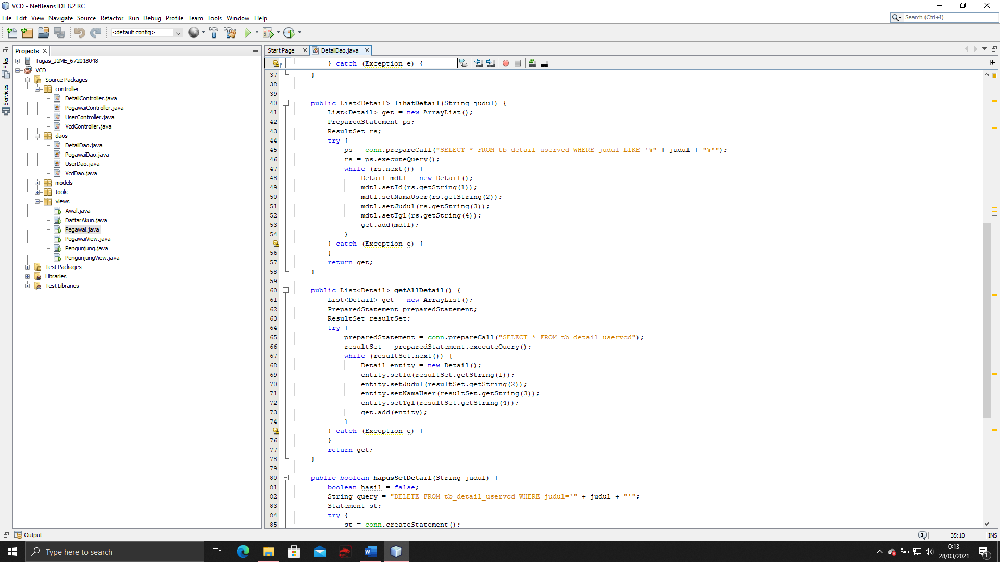 VCD - NetBeans IDE 8.2 RC
File Edit View Navigate Source Refactor Run Debug Profile Team Tools Window Help
Search (Ctrl+I)
<default config>
Files
Services
Projects
Tugas_J2ME_672018048
VCD
Source Packages
controller
DetailController.java
PegawaiController.java
UserController.java
VcdController.java
daos
DetailDao.java
PegawaiDao.java
UserDao.java
VcdDao.java
models
tools
views
Awal.java
DaftarAkun.java
Pegawai.java
PegawaiView.java
Pengunjung.java
PengunjungView.java
Test Packages
Libraries
Test Libraries
Start Page DetailDao.java
} catch (Exception e) {
37 }
38
39
40 public List<Detail> lihatDetail(String judul) {
41 List<Detail> get = new ArrayList();
42 PreparedStatement ps;
43 ResultSet rs;
44 try {
45 ps = conn.prepareCall("SELECT * FROM tb_detail_uservcd WHERE judul LIKE '%" + judul + "%'");
46 rs = ps.executeQuery();
47 while (rs.next()) {
48 Detail mdtl = new Detail();
49 mdtl.setId(rs.getString(1));
50 mdtl.setNamaUser(rs.getString(2));
51 mdtl.setJudul(rs.getString(3));
52 mdtl.setTgl(rs.getString(4));
53 get.add(mdtl);
54 }
} catch (Exception e) {
56 }
57 return get;
58 }
59
60 public List<Detail> getAllDetail() {
61 List<Detail> get = new ArrayList();
62 PreparedStatement preparedStatement;
63 ResultSet resultSet;
64 try {
65 preparedStatement = conn.prepareCall("SELECT * FROM tb_detail_uservcd");
66 resultSet = preparedStatement.executeQuery();
67 while (resultSet.next()) {
68 Detail entity = new Detail();
69 entity.setId(resultSet.getString(1));
70 entity.setJudul(resultSet.getString(2));
71 entity.setNamaUser(resultSet.getString(3));
72 entity.setTgl(resultSet.getString(4));
73 get.add(entity);
74 }
} catch (Exception e) {
76 }
77 return get;
78 }
79
80 public boolean hapusSetDetail(String judul) {
81 boolean hasil = false;
82 String query = "DELETE FROM tb_detail_uservcd WHERE judul='" + judul + "'";
83 Statement st;
84 try {
85 st = conn.createStatement();
Output
1
35:10
INS
Type here to search
0:13
28/03/2021
1